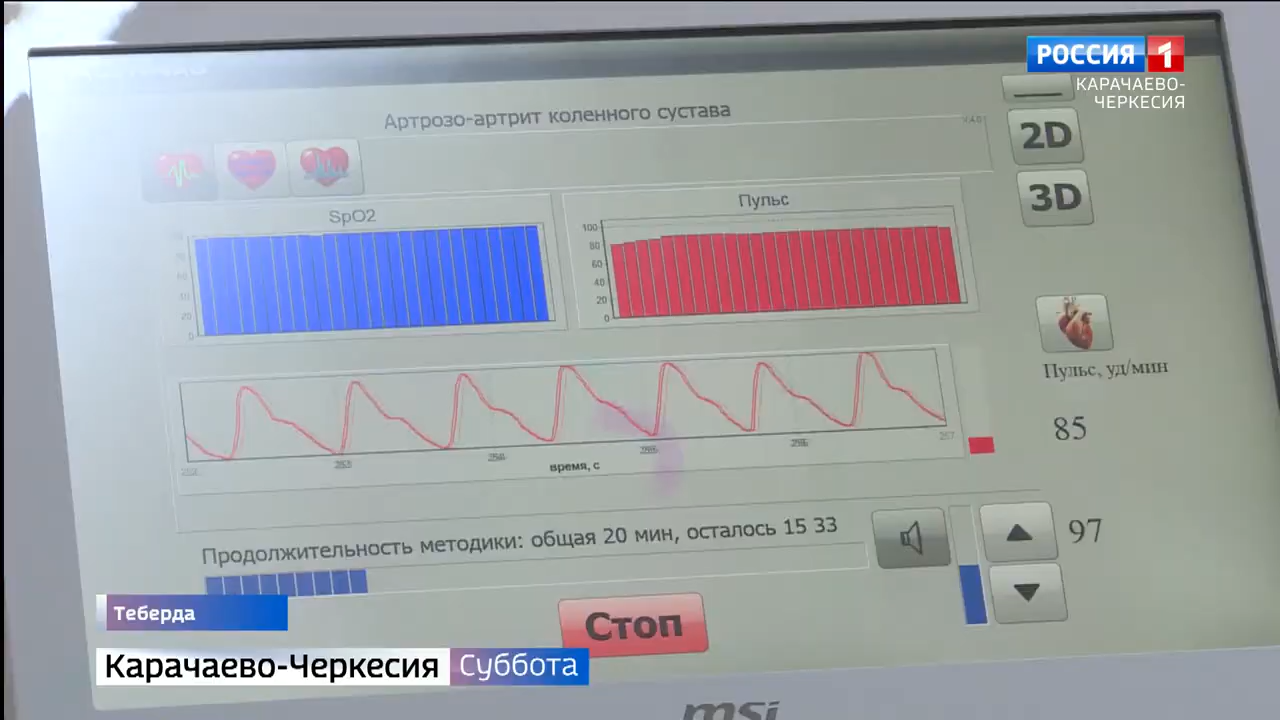 РОССИЯ 1
КАРАЧАЕВО-
ЧЕРКЕСИЯ
Артрозо-артрит коленного сустава
2D
3D
SpO2
Пульс
100
80
60
40
20
0
20
0
Пульс, уд/мин
85
время, с
97
Продолжительность методики: общая 20 мин, осталось 15 33
Стоп
Теберда
Карачаево-Черкесия Суббота
msi